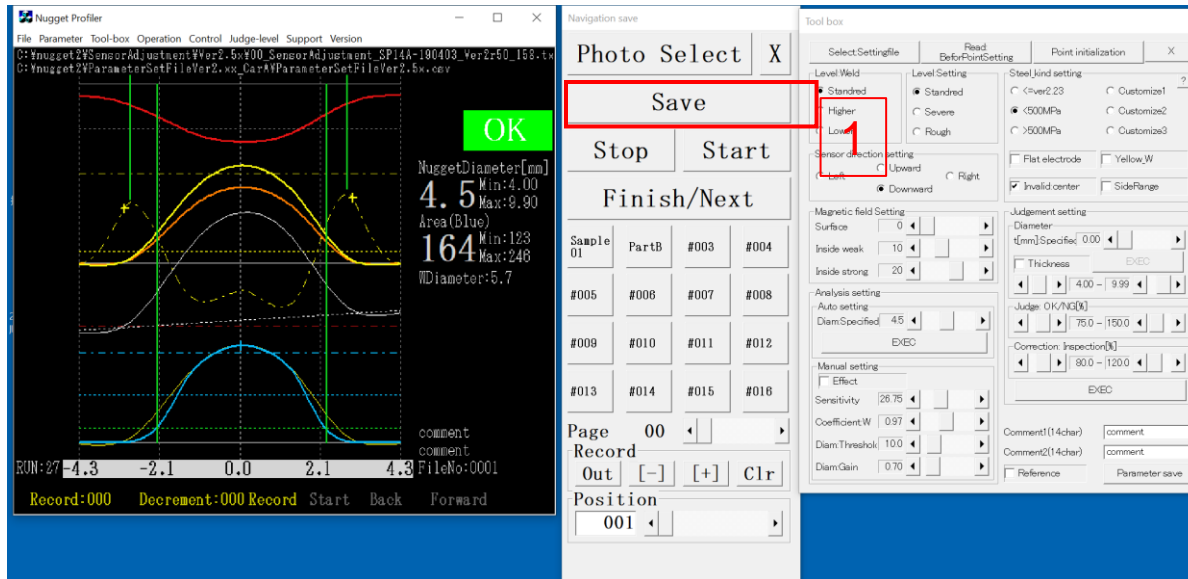 Nugget Profiler
File Parameter Tool-box Operation Control Judge-level Support Version
C:¥nugget2¥SensorAdjustment¥Ver2.5x¥00_SensorAdjustment_SP14A-190403_Ver2r50_158.tx
C:¥nugget2¥ParameterSetFileVer2.xx_CarA¥ParameterSetFileVer2.5x.csv
OK
NuggetDiameter[mm]
4.5 Min:4.00
Max:9.90
Area(Blue)
164 Min:123
Max:246
WDiameter:5.7
comment
comment
RUN:27 -4.3 -2.1 0.0 2.1 4.3 FileNo:0001
Record:000 Decrement:000 Record Start Back Forward
Navigation save
Photo Select X
Save
Stop Start
Finish/Next
Sample 01 PartB #003 #004
#005 #006 #007 #008
#009 #010 #011 #012
#013 #014 #015 #016
Page 00
Record
Out [-] [+] Clr
Position
001
Tool box
Select.Settingfile Read BeforPointSetting Point initialization X
?
Level Weld
Standred
Higher
Lower
1
Level Setting
Standred
Severe
Rough
Steel_kind setting
<=ver2.23 Customize1
<500MPa Customize2
>500MPa Customize3
Sensor direction setting
Left Upward Right
Downward
Flat electrode Yellow_W
Invalid:center SideRange
Magnetic field Setting
Surface 0
Inside weak 10
Inside strong 20
Judgement setting
Diameter
t[mm]:Specified 0.00
Thickness EXEC
4.00 - 9.99
Analysis setting
Auto setting
Diam:Specified 4.5
EXEC
Judge: OK/NG[%]
75.0 - 150.0
Correction: Inspection[%]
80.0 - 120.0
EXEC
Manual setting
Effect
Sensitivity 26.75
Coefficient:W 0.97
Diam:Threshok 10.0
Diam:Gain 0.70
Comment1(14char) comment
Comment2(14char) comment
Reference Parameter save